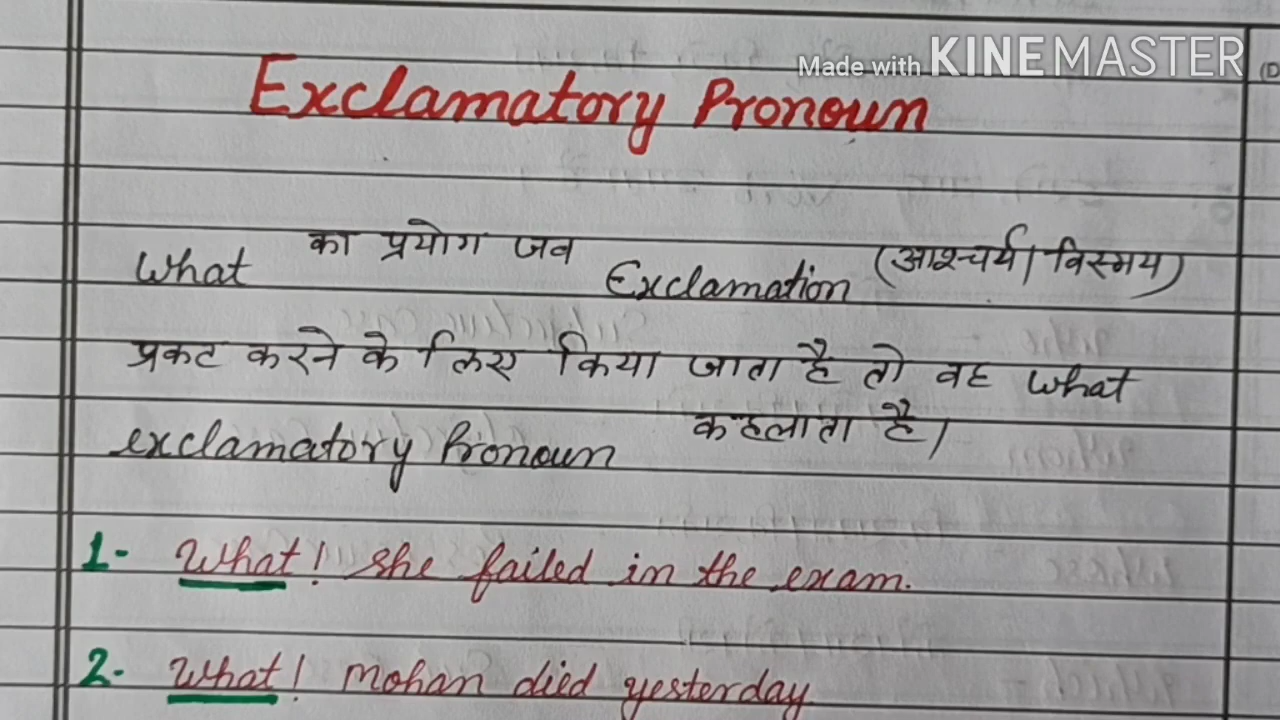 Made with KINEMASTER
Exclamatory Pronoun
What का प्रयोग जब Exclamation (आश्चर्य/विस्मय)
प्रकट करने के लिए किया जाता है तो वह what
exclamatory Pronoun कहलाता है।
1- What! she failed in the exam.
2- What! Mohan died yesterday